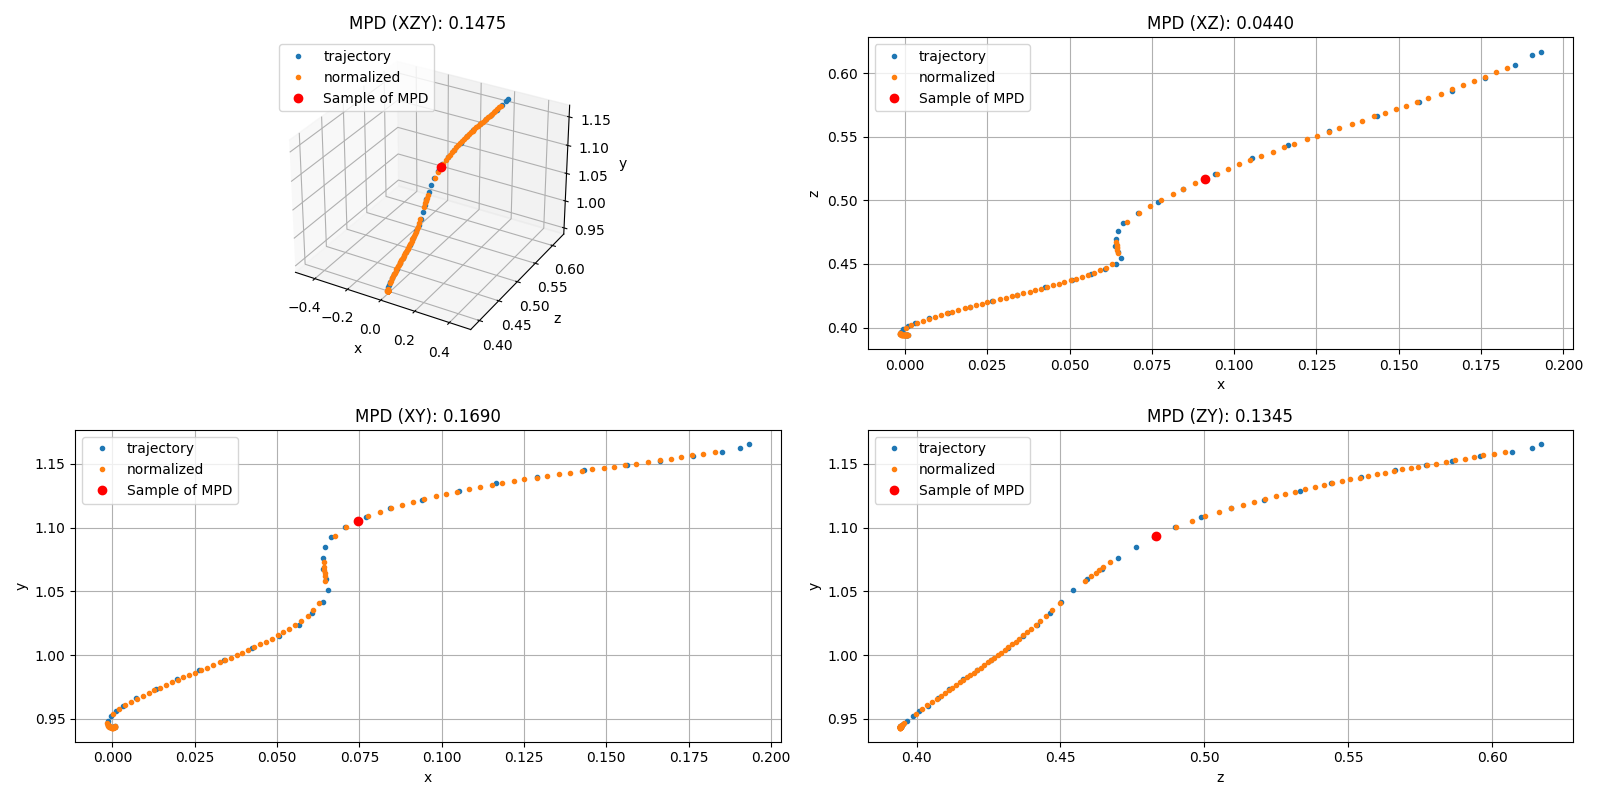 MPD (XZY): 0.1475
trajectory
normalized
Sample of MPD
1.15
1.10
1.05
1.00
0.95
y
0.60
0.55
0.50
0.45
0.40
z
−0.4
−0.2
0.0
0.2
0.4
x
MPD (XZ): 0.0440
trajectory
normalized
Sample of MPD
0.60
0.55
0.50
0.45
0.40
z
0.000 0.025 0.050 0.075 0.100 0.125 0.150 0.175 0.200
x
MPD (XY): 0.1690
trajectory
normalized
Sample of MPD
1.15
1.10
1.05
1.00
0.95
y
0.000 0.025 0.050 0.075 0.100 0.125 0.150 0.175 0.200
x
MPD (ZY): 0.1345
trajectory
normalized
Sample of MPD
1.15
1.10
1.05
1.00
0.95
y
0.40 0.45 0.50 0.55 0.60
z